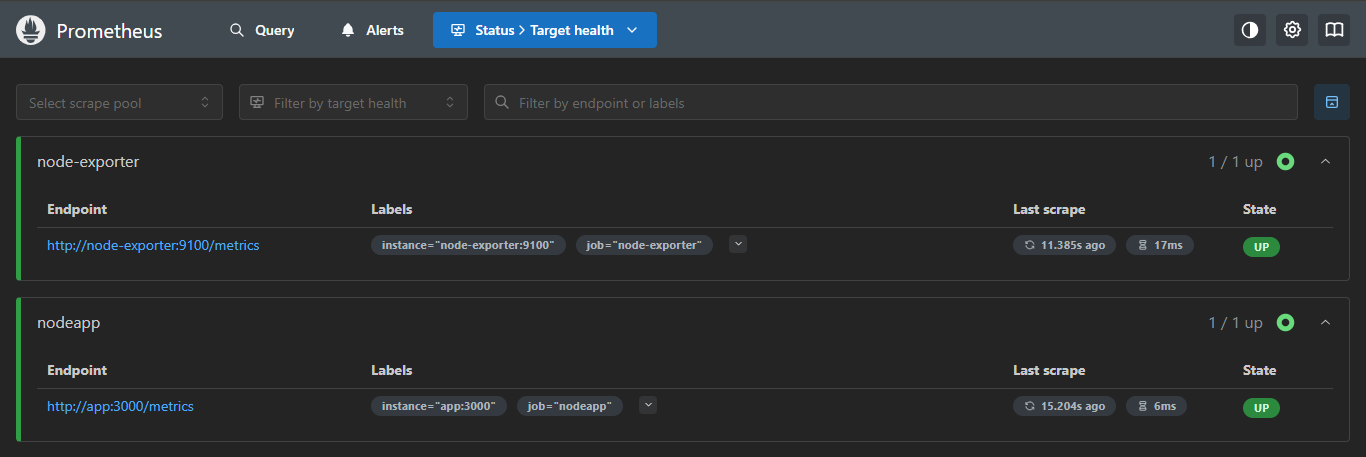 Prometheus Query Alerts Status > Target health
Select scrape pool Filter by target health Filter by endpoint or labels
node-exporter 1 / 1 up
Endpoint Labels Last scrape State
http://node-exporter:9100/metrics instance="node-exporter:9100" job="node-exporter" 11.385s ago 17ms UP
nodeapp 1 / 1 up
Endpoint Labels Last scrape State
http://app:3000/metrics instance="app:3000" job="nodeapp" 15.204s ago 6ms UP